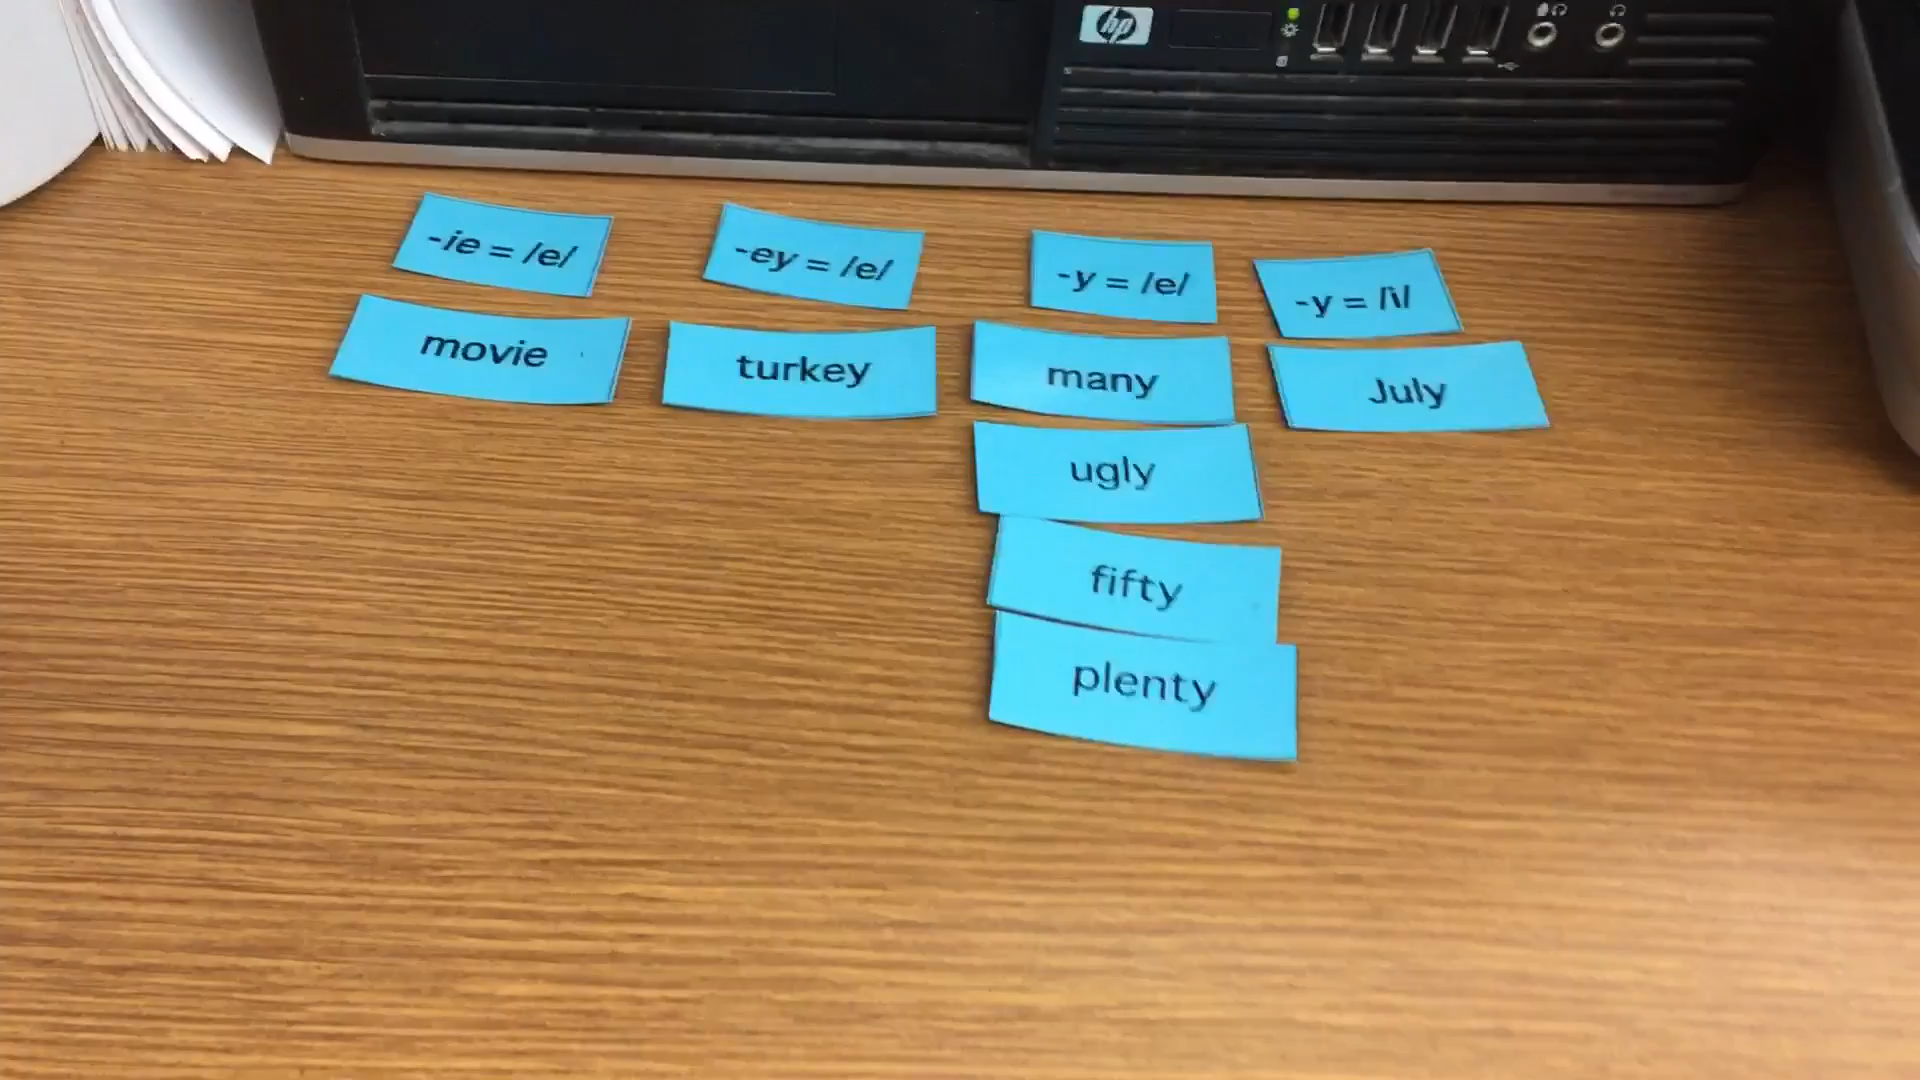 hp
-ie = /e/
-ey = /e/
-y = /e/
-y = /ī/
movie
turkey
many
July
ugly
fifty
plenty